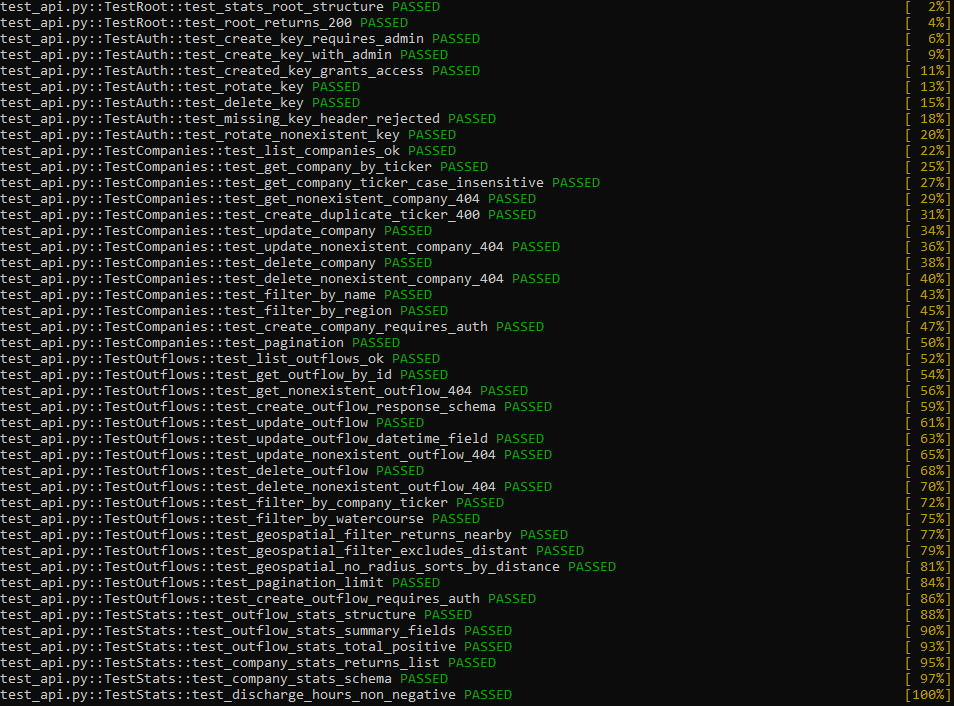 test_api.py::TestRoot::test_stats_root_structure PASSED [  2%]
test_api.py::TestRoot::test_root_returns_200 PASSED [  4%]
test_api.py::TestAuth::test_create_key_requires_admin PASSED [  6%]
test_api.py::TestAuth::test_create_key_with_admin PASSED [  9%]
test_api.py::TestAuth::test_created_key_grants_access PASSED [ 11%]
test_api.py::TestAuth::test_rotate_key PASSED [ 13%]
test_api.py::TestAuth::test_delete_key PASSED [ 15%]
test_api.py::TestAuth::test_missing_key_header_rejected PASSED [ 18%]
test_api.py::TestAuth::test_rotate_nonexistent_key PASSED [ 20%]
test_api.py::TestCompanies::test_list_companies_ok PASSED [ 22%]
test_api.py::TestCompanies::test_get_company_by_ticker PASSED [ 25%]
test_api.py::TestCompanies::test_get_company_ticker_case_insensitive PASSED [ 27%]
test_api.py::TestCompanies::test_get_nonexistent_company_404 PASSED [ 29%]
test_api.py::TestCompanies::test_create_duplicate_ticker_400 PASSED [ 31%]
test_api.py::TestCompanies::test_update_company PASSED [ 34%]
test_api.py::TestCompanies::test_update_nonexistent_company_404 PASSED [ 36%]
test_api.py::TestCompanies::test_delete_company PASSED [ 38%]
test_api.py::TestCompanies::test_delete_nonexistent_company_404 PASSED [ 40%]
test_api.py::TestCompanies::test_filter_by_name PASSED [ 43%]
test_api.py::TestCompanies::test_filter_by_region PASSED [ 45%]
test_api.py::TestCompanies::test_create_company_requires_auth PASSED [ 47%]
test_api.py::TestCompanies::test_pagination PASSED [ 50%]
test_api.py::TestOutflows::test_list_outflows_ok PASSED [ 52%]
test_api.py::TestOutflows::test_get_outflow_by_id PASSED [ 54%]
test_api.py::TestOutflows::test_get_nonexistent_outflow_404 PASSED [ 56%]
test_api.py::TestOutflows::test_create_outflow_response_schema PASSED [ 59%]
test_api.py::TestOutflows::test_update_outflow PASSED [ 61%]
test_api.py::TestOutflows::test_update_outflow_datetime_field PASSED [ 63%]
test_api.py::TestOutflows::test_update_nonexistent_outflow_404 PASSED [ 65%]
test_api.py::TestOutflows::test_delete_outflow PASSED [ 68%]
test_api.py::TestOutflows::test_delete_nonexistent_outflow_404 PASSED [ 70%]
test_api.py::TestOutflows::test_filter_by_company_ticker PASSED [ 72%]
test_api.py::TestOutflows::test_filter_by_watercourse PASSED [ 75%]
test_api.py::TestOutflows::test_geospatial_filter_returns_nearby PASSED [ 77%]
test_api.py::TestOutflows::test_geospatial_filter_excludes_distant PASSED [ 79%]
test_api.py::TestOutflows::test_geospatial_no_radius_sorts_by_distance PASSED [ 81%]
test_api.py::TestOutflows::test_pagination_limit PASSED [ 84%]
test_api.py::TestOutflows::test_create_outflow_requires_auth PASSED [ 86%]
test_api.py::TestStats::test_outflow_stats_structure PASSED [ 88%]
test_api.py::TestStats::test_outflow_stats_summary_fields PASSED [ 90%]
test_api.py::TestStats::test_outflow_stats_total_positive PASSED [ 93%]
test_api.py::TestStats::test_company_stats_returns_list PASSED [ 95%]
test_api.py::TestStats::test_company_stats_schema PASSED [ 97%]
test_api.py::TestStats::test_discharge_hours_non_negative PASSED [100%]